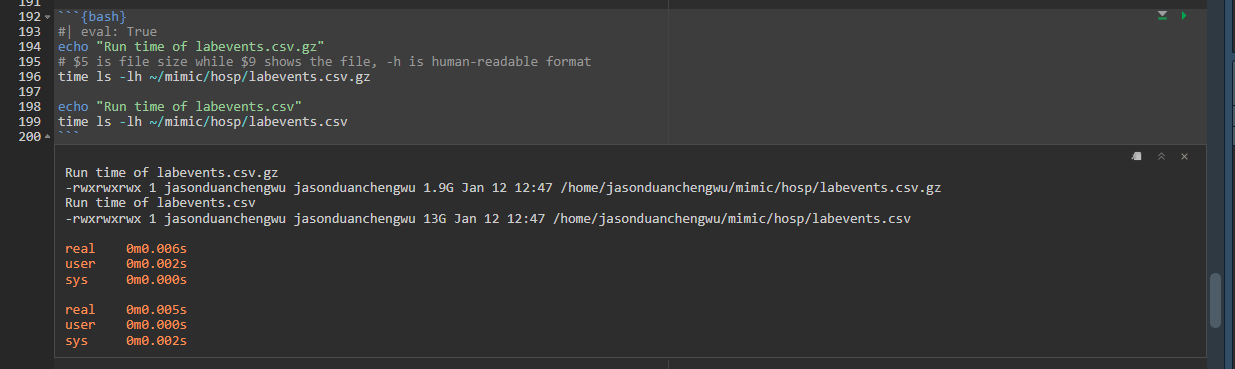 191
192 ```{bash}
193 #| eval: True
194 echo "Run time of labevents.csv.gz"
195 # $5 is file size while $9 shows the file, -h is human-readable format
196 time ls -lh ~/mimic/hosp/labevents.csv.gz
197
198 echo "Run time of labevents.csv"
199 time ls -lh ~/mimic/hosp/labevents.csv
200 ```
Run time of labevents.csv.gz
-rwxrwxrwx 1 jasonduanchengwu jasonduanchengwu 1.9G Jan 12 12:47 /home/jasonduanchengwu/mimic/hosp/labevents.csv.gz
Run time of labevents.csv
-rwxrwxrwx 1 jasonduanchengwu jasonduanchengwu 13G Jan 12 12:47 /home/jasonduanchengwu/mimic/hosp/labevents.csv
real 0m0.006s
user 0m0.002s
sys 0m0.000s
real 0m0.005s
user 0m0.000s
sys 0m0.002s